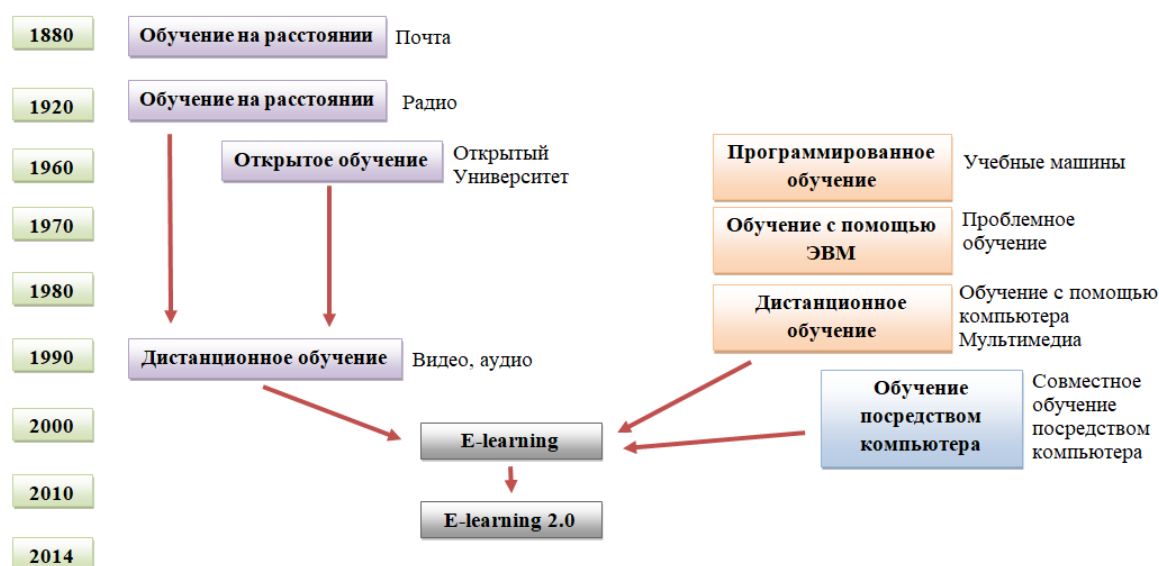 1880
Обучение на расстоянии
Почта
1920
Обучение на расстоянии
Радио
1960
Открытое обучение
Открытый
Университет
Программированное
обучение
Учебные машины
1970
Обучение с помощью
ЭВМ
Проблемное
обучение
1980
Дистанционное
обучение
Обучение с помощью
компьютера
Мультимедиа
1990
Дистанционное обучение
Видео, аудио
Обучение
посредством
компьютера
Совместное
обучение
посредством
компьютера
2000
E-learning
2010
E-learning 2.0
2014